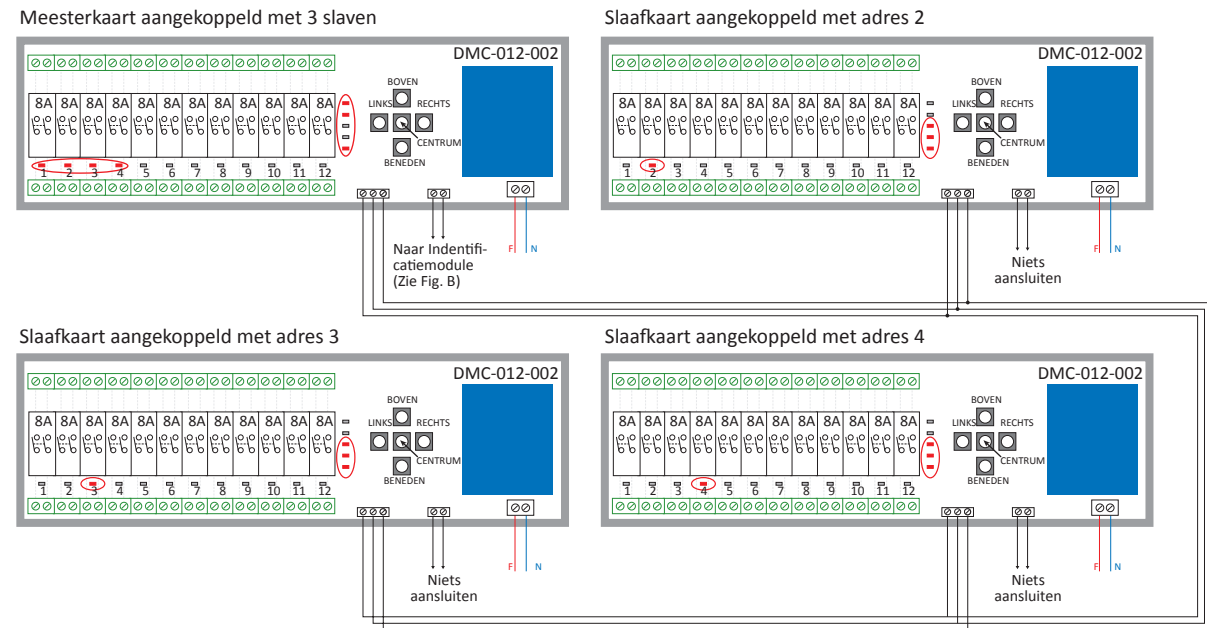 Meesterkaart aangekoppeld met 3 slaven
DMC-012-002
8A 8A 8A 8A 8A 8A 8A 8A 8A 8A 8A 8A
BOVEN
LINKS
RECHTS
CENTRUM
BENEDEN
1 2 3 4 5 6 7 8 9 10 11 12
Naar Indentifi-
catiemodule
(Zie Fig. B)
F
N
Slaafkaart aangekoppeld met adres 2
DMC-012-002
8A 8A 8A 8A 8A 8A 8A 8A 8A 8A 8A 8A
BOVEN
LINKS
RECHTS
CENTRUM
BENEDEN
1 2 3 4 5 6 7 8 9 10 11 12
Niets
aansluiten
F
N
Slaafkaart aangekoppeld met adres 3
DMC-012-002
8A 8A 8A 8A 8A 8A 8A 8A 8A 8A 8A 8A
BOVEN
LINKS
RECHTS
CENTRUM
BENEDEN
1 2 3 4 5 6 7 8 9 10 11 12
Niets
aansluiten
F
N
Slaafkaart aangekoppeld met adres 4
DMC-012-002
8A 8A 8A 8A 8A 8A 8A 8A 8A 8A 8A 8A
BOVEN
LINKS
RECHTS
CENTRUM
BENEDEN
1 2 3 4 5 6 7 8 9 10 11 12
Niets
aansluiten
F
N